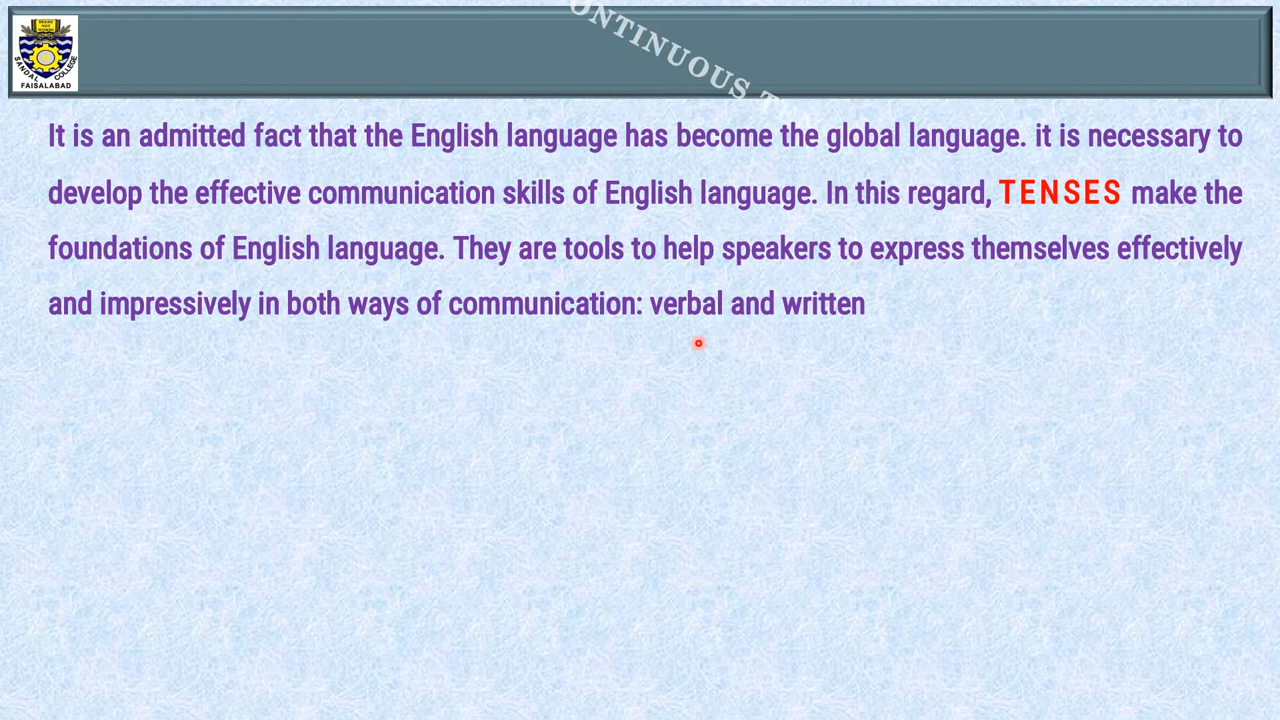 ONTINUOUS T
SANDAL COLLEGE
FAISALABAD
It is an admitted fact that the English language has become the global language. it is necessary to
develop the effective communication skills of English language. In this regard, TENSES make the
foundations of English language. They are tools to help speakers to express themselves effectively
and impressively in both ways of communication: verbal and written